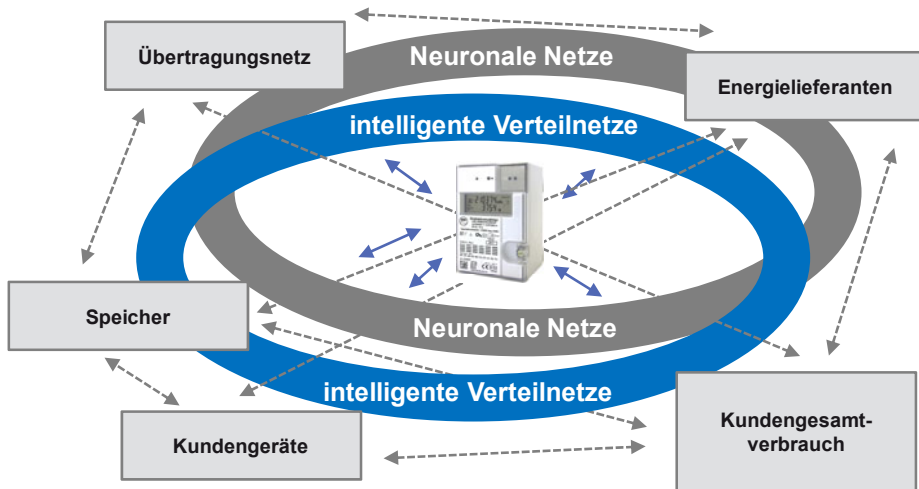 Neuronale Netze
Übertragungsnetz
Energielieferanten
intelligente Verteilnetze
Speicher
Neuronale Netze
intelligente Verteilnetze
Kundengeräte
Kundengesamt-
verbrauch